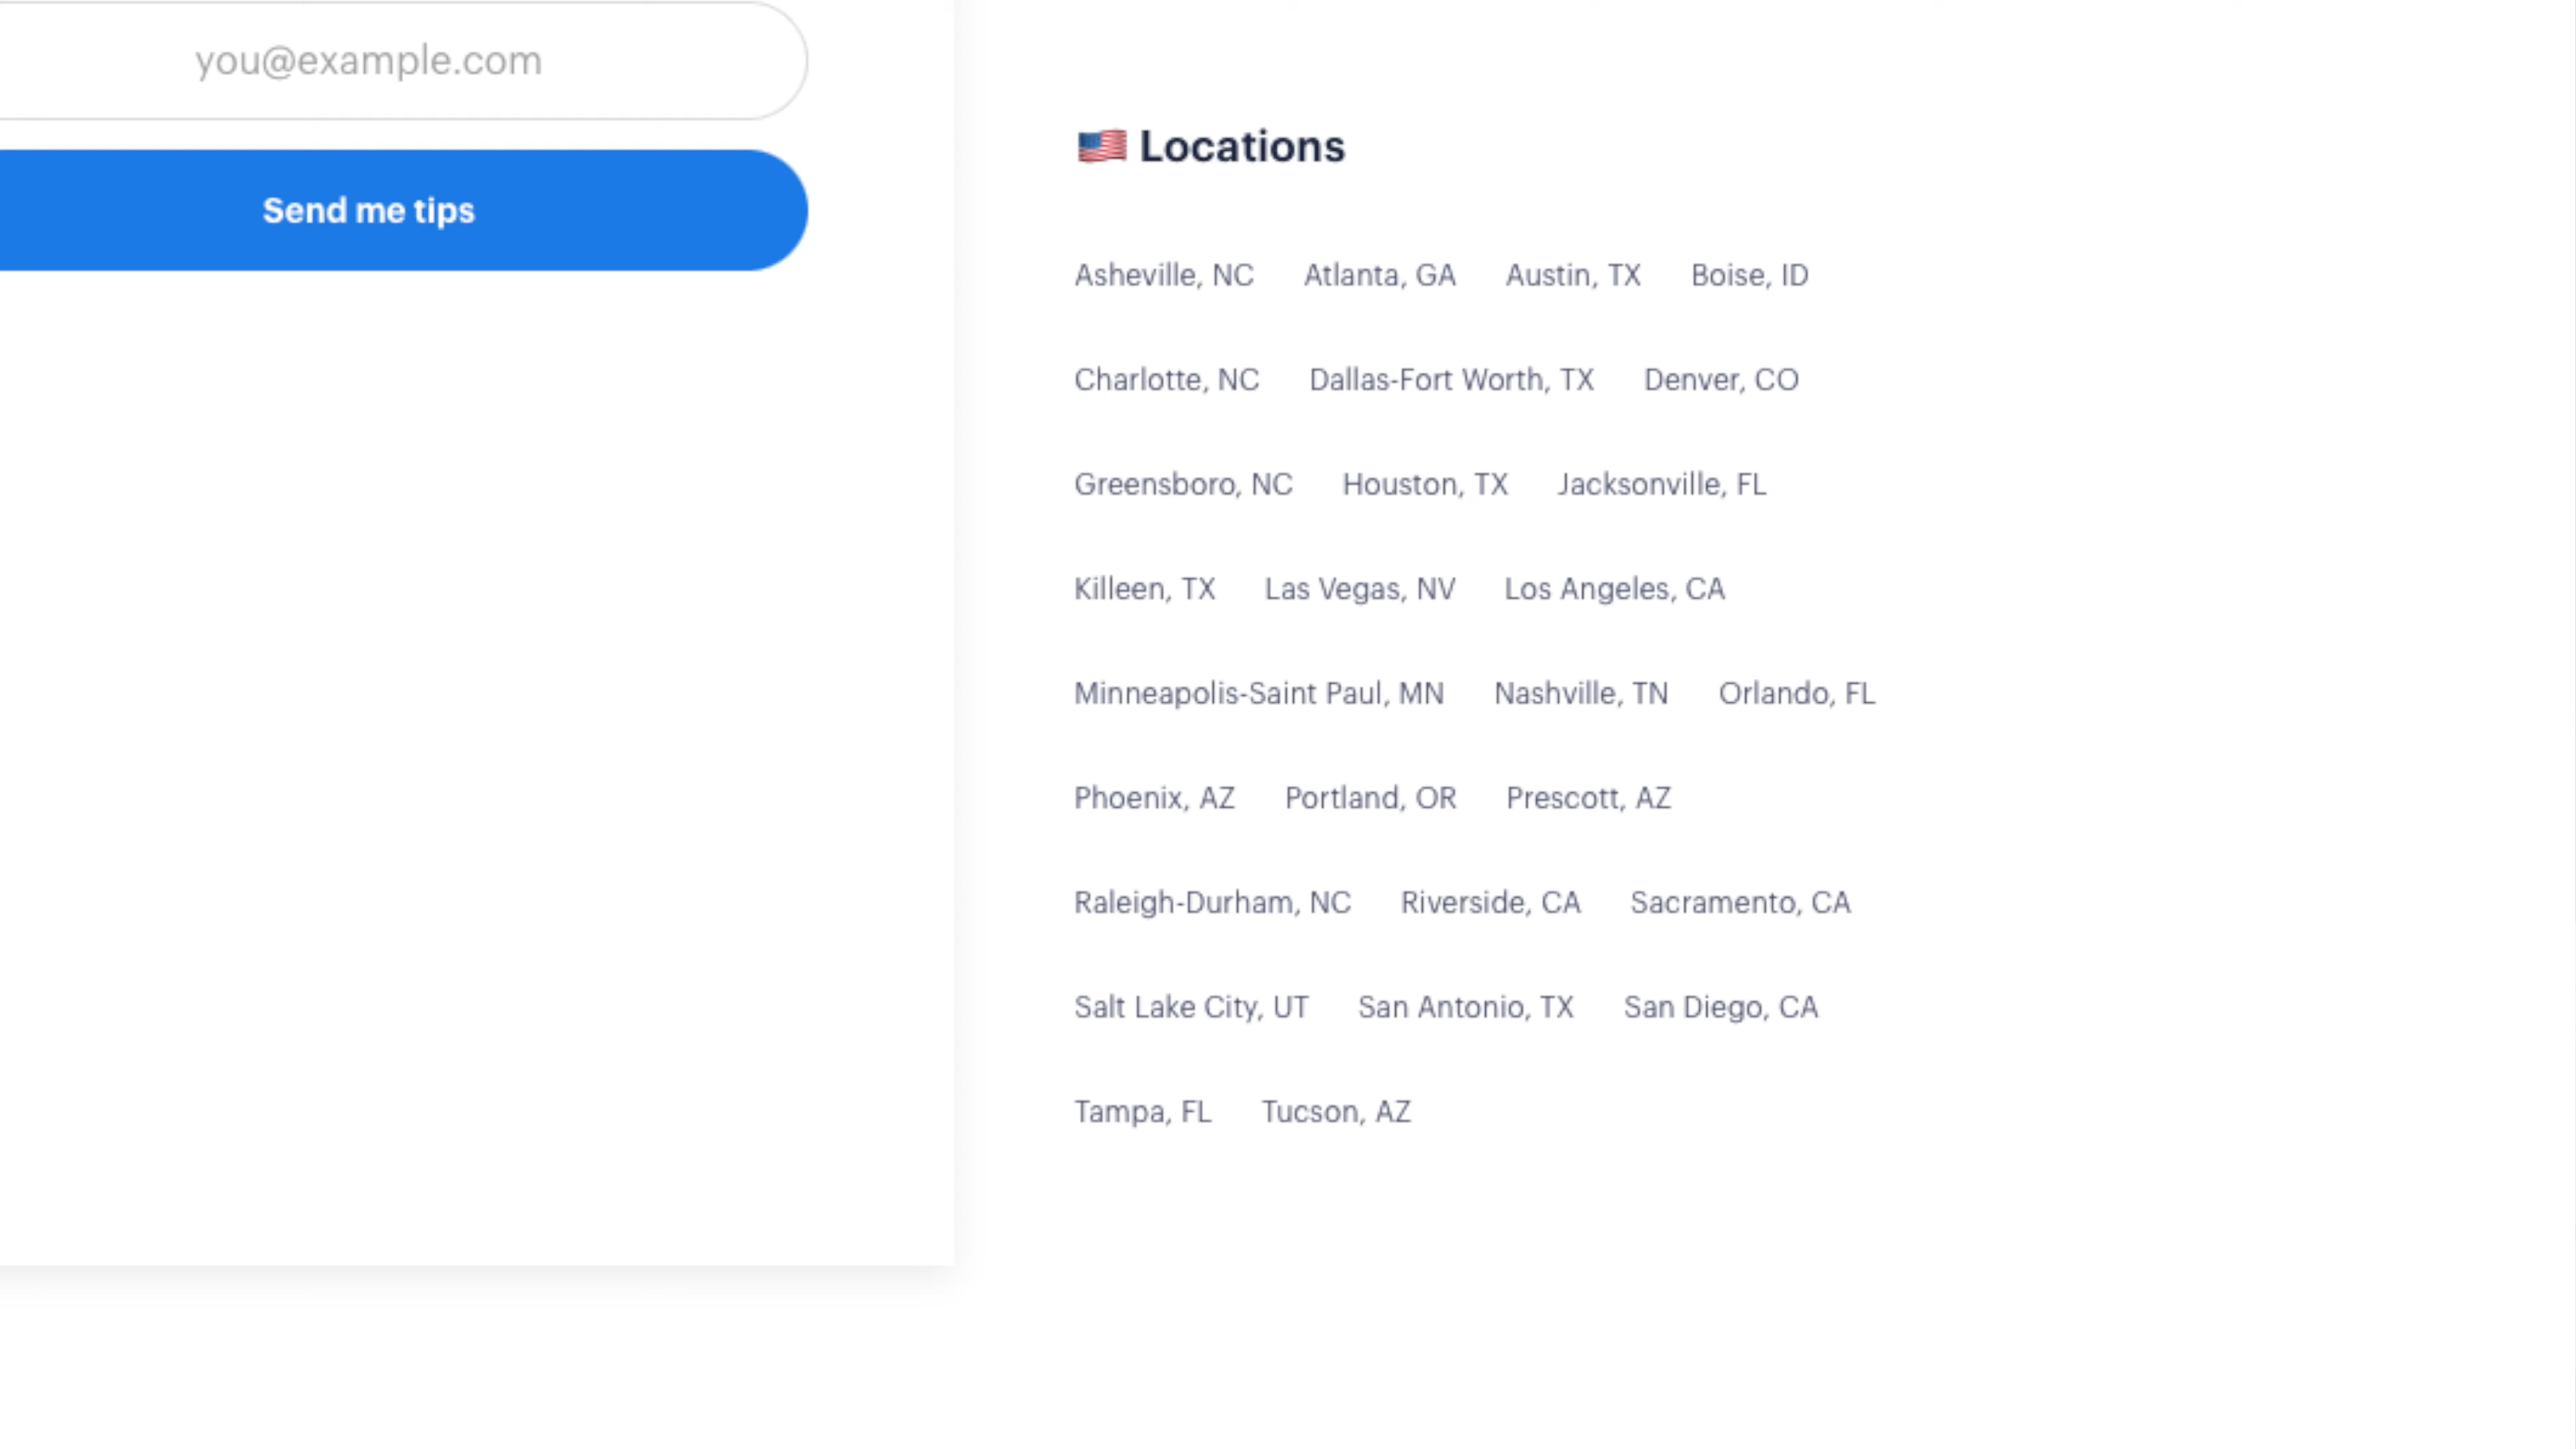 you@example.com
Send me tips
Locations
Asheville, NC Atlanta, GA Austin, TX Boise, ID
Charlotte, NC Dallas-Fort Worth, TX Denver, CO
Greensboro, NC Houston, TX Jacksonville, FL
Killeen, TX Las Vegas, NV Los Angeles, CA
Minneapolis-Saint Paul, MN Nashville, TN Orlando, FL
Phoenix, AZ Portland, OR Prescott, AZ
Raleigh-Durham, NC Riverside, CA Sacramento, CA
Salt Lake City, UT San Antonio, TX San Diego, CA
Tampa, FL Tucson, AZ